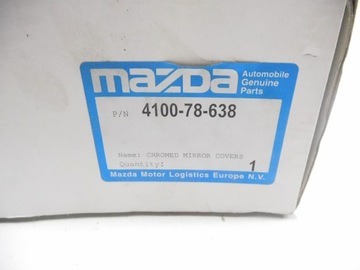 mazda
Automobile
Genuine
Parts
P/N 4100-78-638
Name: CHROMED MIRROR COVERS
Quantity: 1
Mazda Motor Logistics Europe N.V.